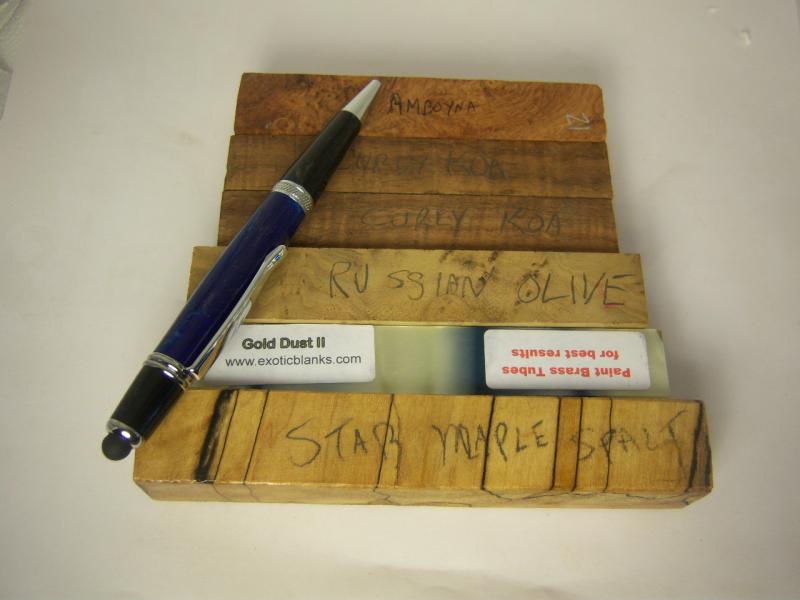 AMBOYNA
21
CURLY KOA
CURLY KOA
RUSSIAN OLIVE
Gold Dust II
www.exoticblanks.com
Paint Brass Tubes
for best results
STAR MAPLE SPALT